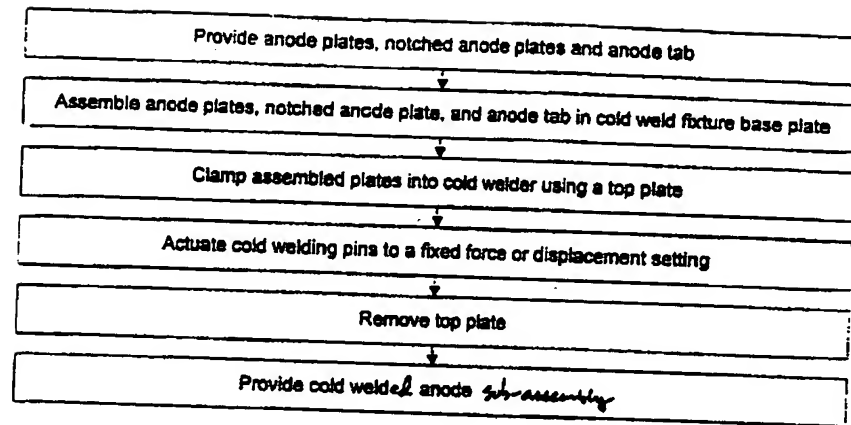 Provide anode plates, notched anode plates and anode tab
Assemble anode plates, notched anode plate, and anode tab in cold weld fixture base plate
Clamp assembled plates into cold welder using a top plate
Actuate cold welding pins to a fixed force or displacement setting
Remove top plate
Provide cold welded anode sub-assembly